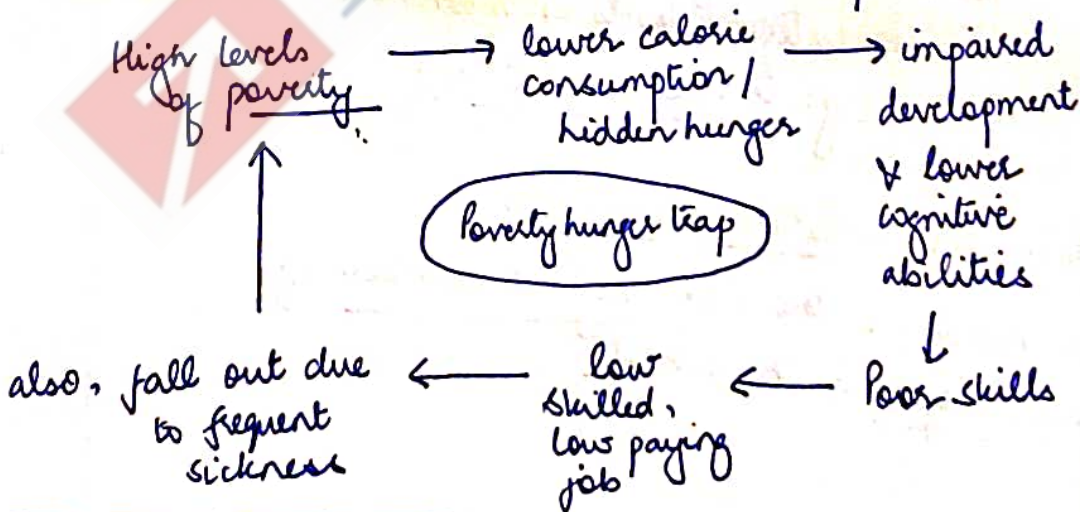 High levels
of poverty
lower calorie
consumption/
hidden hunger
impaired
development
& lower
cognitive
abilities
Poverty hunger trap
Poor skills
low
skilled,
low paying
job
also, fall out due
to frequent
sickness